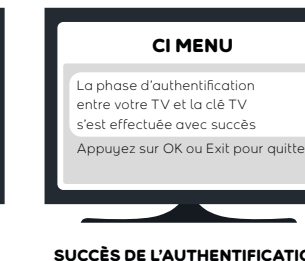 CI MENU
La phase d'authentification
entre votre TV et la clé TV
s'est effectuée avec succès
Appuyez sur OK ou Exit pour quitte
SUCCÈS DE L'AUTHENTIFICATIO